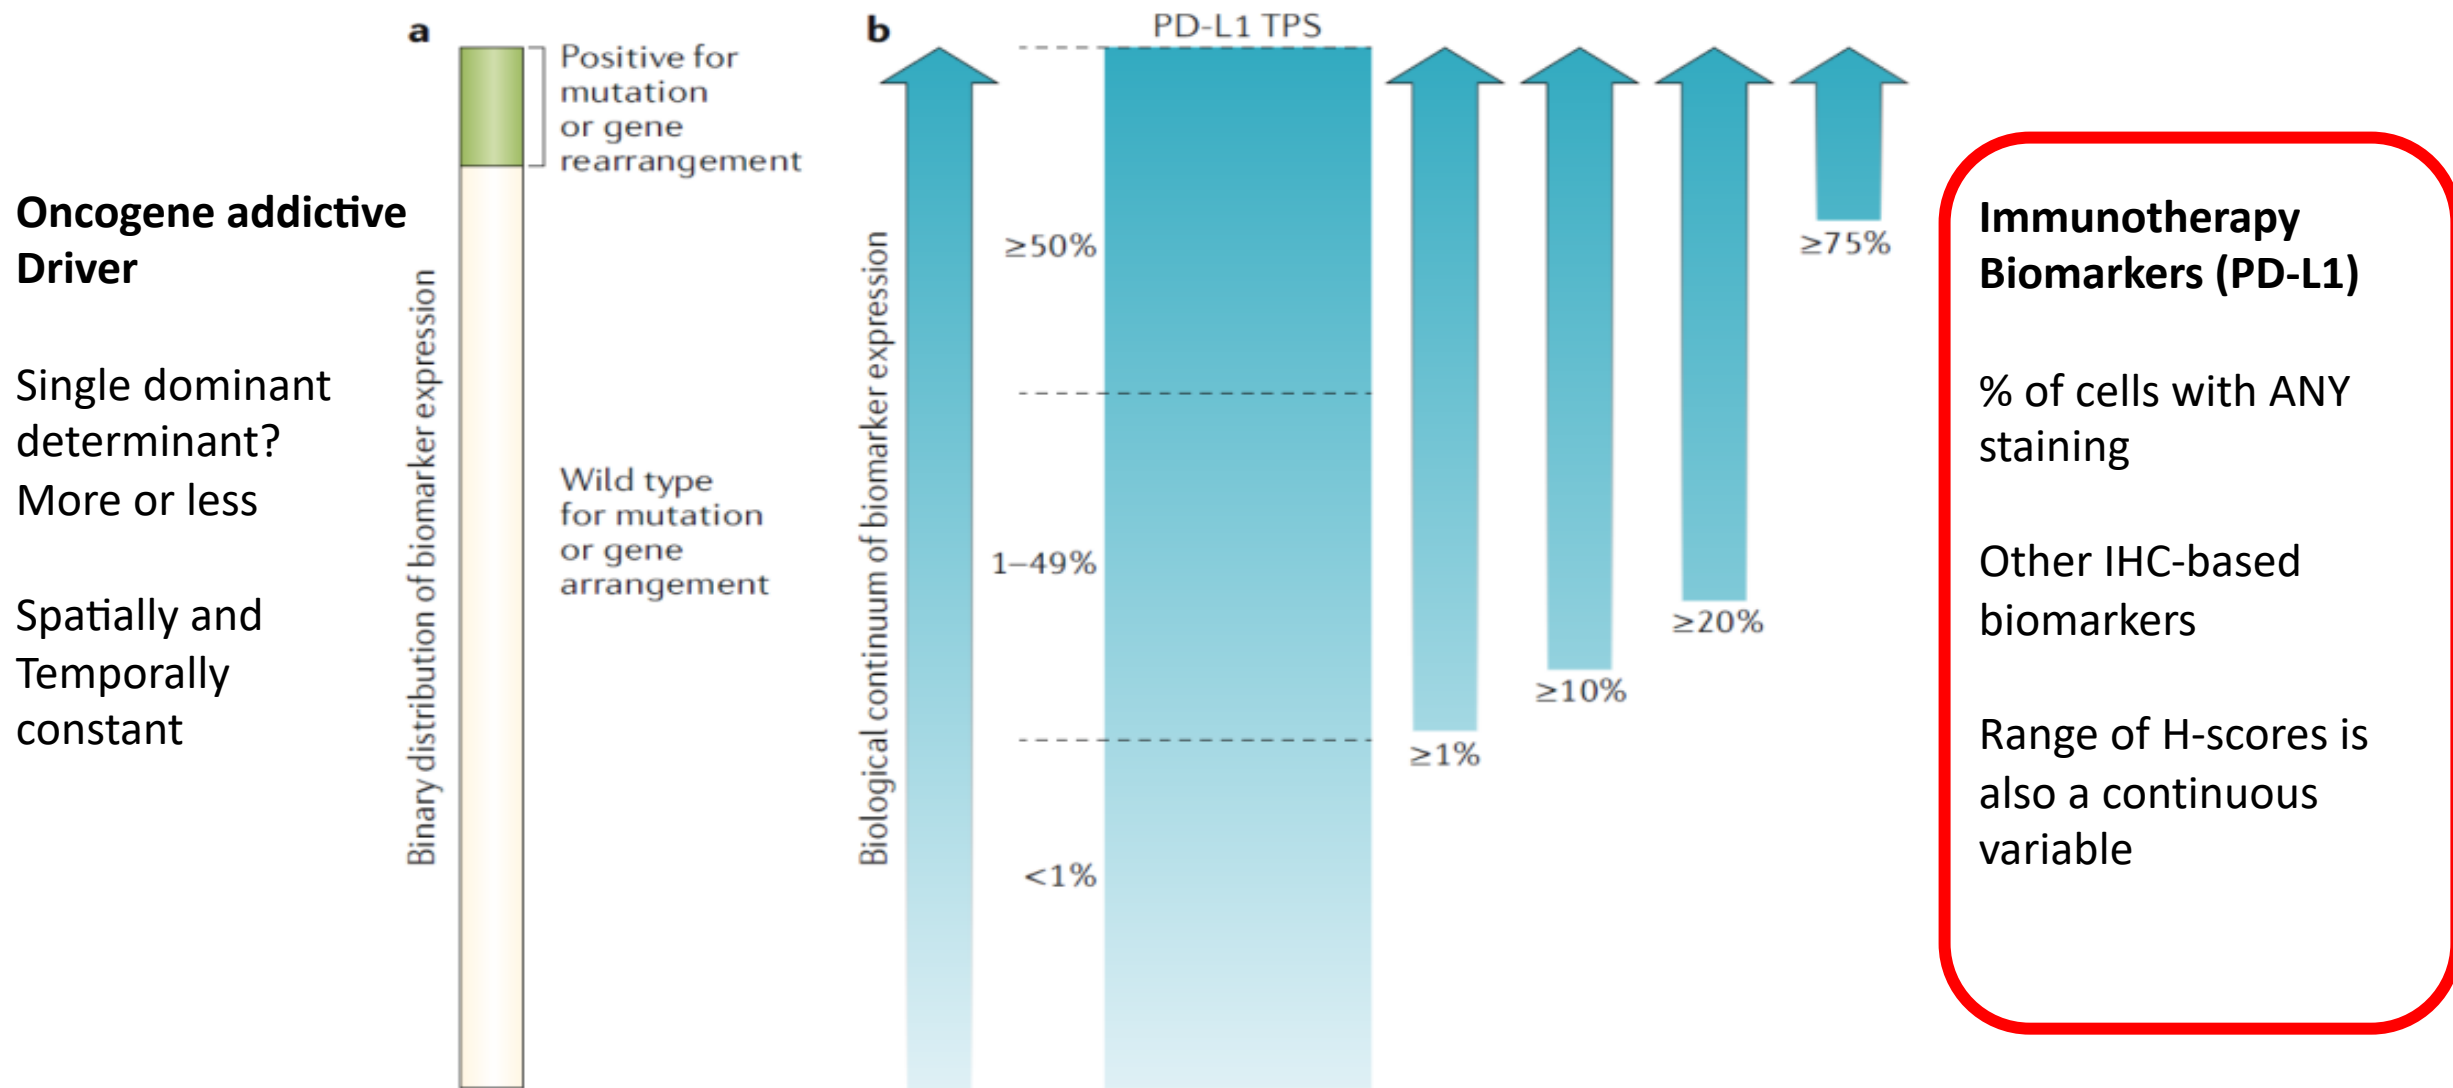 Oncogene addictive
Driver
Single dominant
determinant?
More or less
Spatially and
Temporally
constant
a
Binary distribution of biomarker expression
Positive for
mutation
or gene
rearrangement
Wild type
for mutation
or gene
arrangement
b
Biological continuum of biomarker expression
PD-L1 TPS
≥50%
1–49%
<1%
≥1%
≥10%
≥20%
≥75%
Immunotherapy
Biomarkers (PD-L1)
% of cells with ANY
staining
Other IHC-based
biomarkers
Range of H-scores is
also a continuous
variable